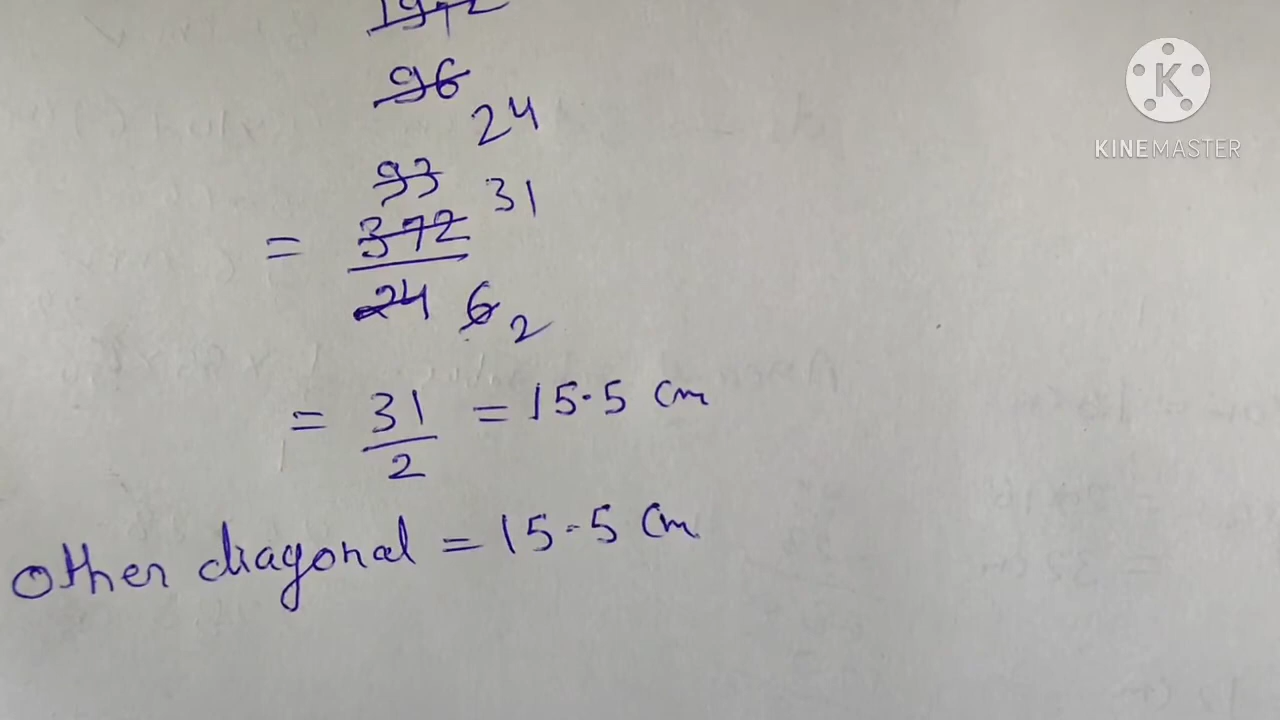 96
24
93 31
= 372
24 6 2
= 31/2 = 15.5 cm
Other diagonal = 15.5 cm
K
KINEMASTER